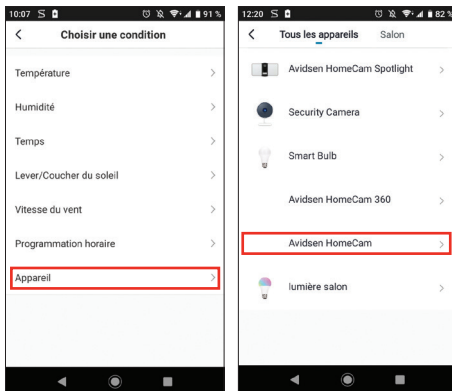 10:07 S 91 %
Choisir une condition
Température
Humidité
Temps
Lever/Coucher du soleil
Vitesse du vent
Programmation horaire
Appareil
12:20 S 82 %
Tous les appareils Salon
Avidsen HomeCam Spotlight
Security Camera
Smart Bulb
Avidsen HomeCam 360
Avidsen HomeCam
lumière salon